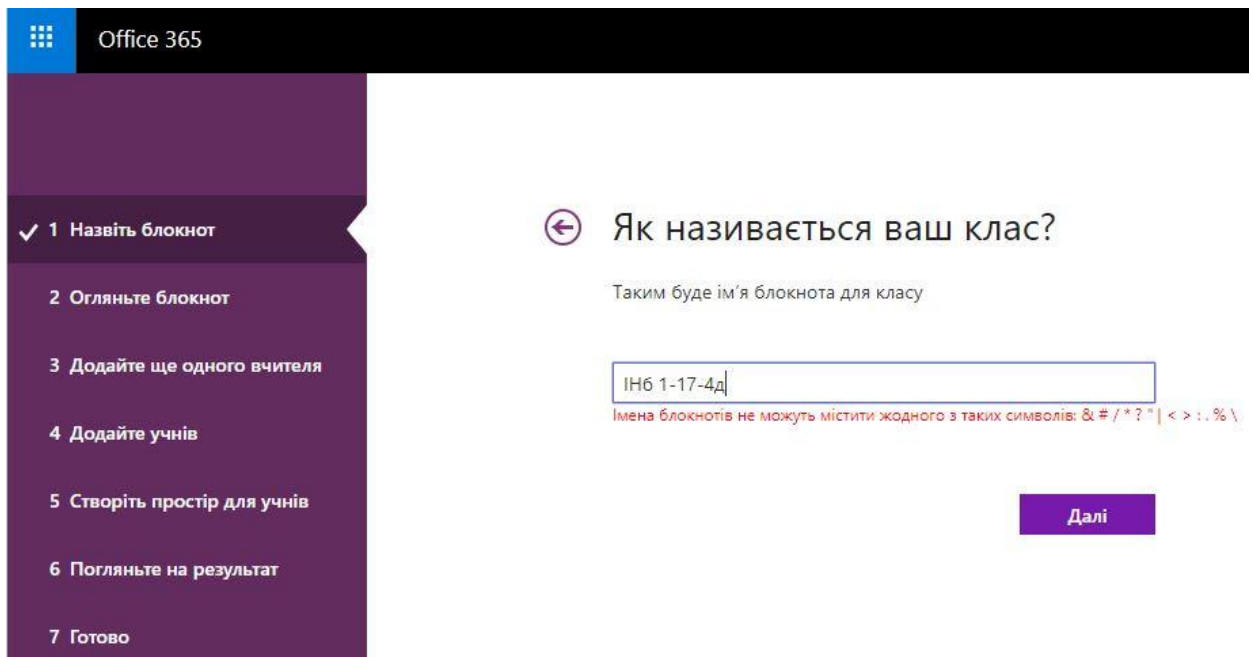 Office 365
1 Назвіть блокнот
2 Огляньте блокнот
3 Додайте ще одного вчителя
4 Додайте учнів
5 Створіть простір для учнів
6 Погляньте на результат
7 Готово
Як називається ваш клас?
Таким буде ім'я блокнота для класу
ІНб 1-17-4д
Імена блокнотів не можуть містити жодного з таких символів: & # / * ? " | < > : . % \
Далі